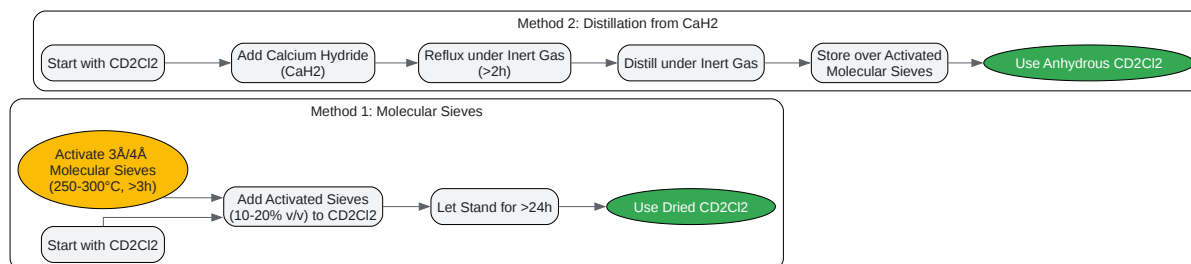 Method 2: Distillation from CaH2
Start with CD2Cl2
Add Calcium Hydride
(CaH2)
Reflux under Inert Gas
(>2h)
Distill under Inert Gas
Store over Activated
Molecular Sieves
Use Anhydrous CD2Cl2
Method 1: Molecular Sieves
Activate 3Å/4Å
Molecular Sieves
(250-300°C, >3h)
Start with CD2Cl2
Add Activated Sieves
(10-20% v/v) to CD2Cl2
Let Stand for >24h
Use Dried CD2Cl2